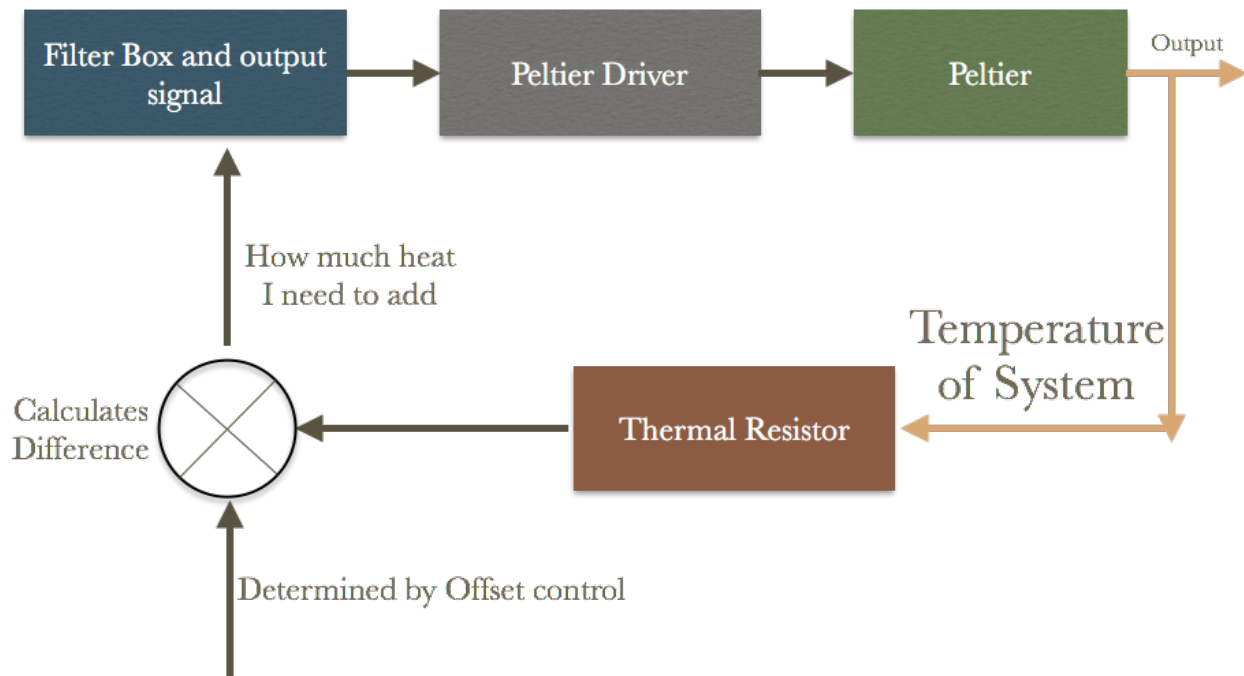 Filter Box and output
signal
Peltier Driver
Peltier
Output
How much heat
I need to add
Temperature
of System
Calculates
Difference
Thermal Resistor
Determined by Offset control